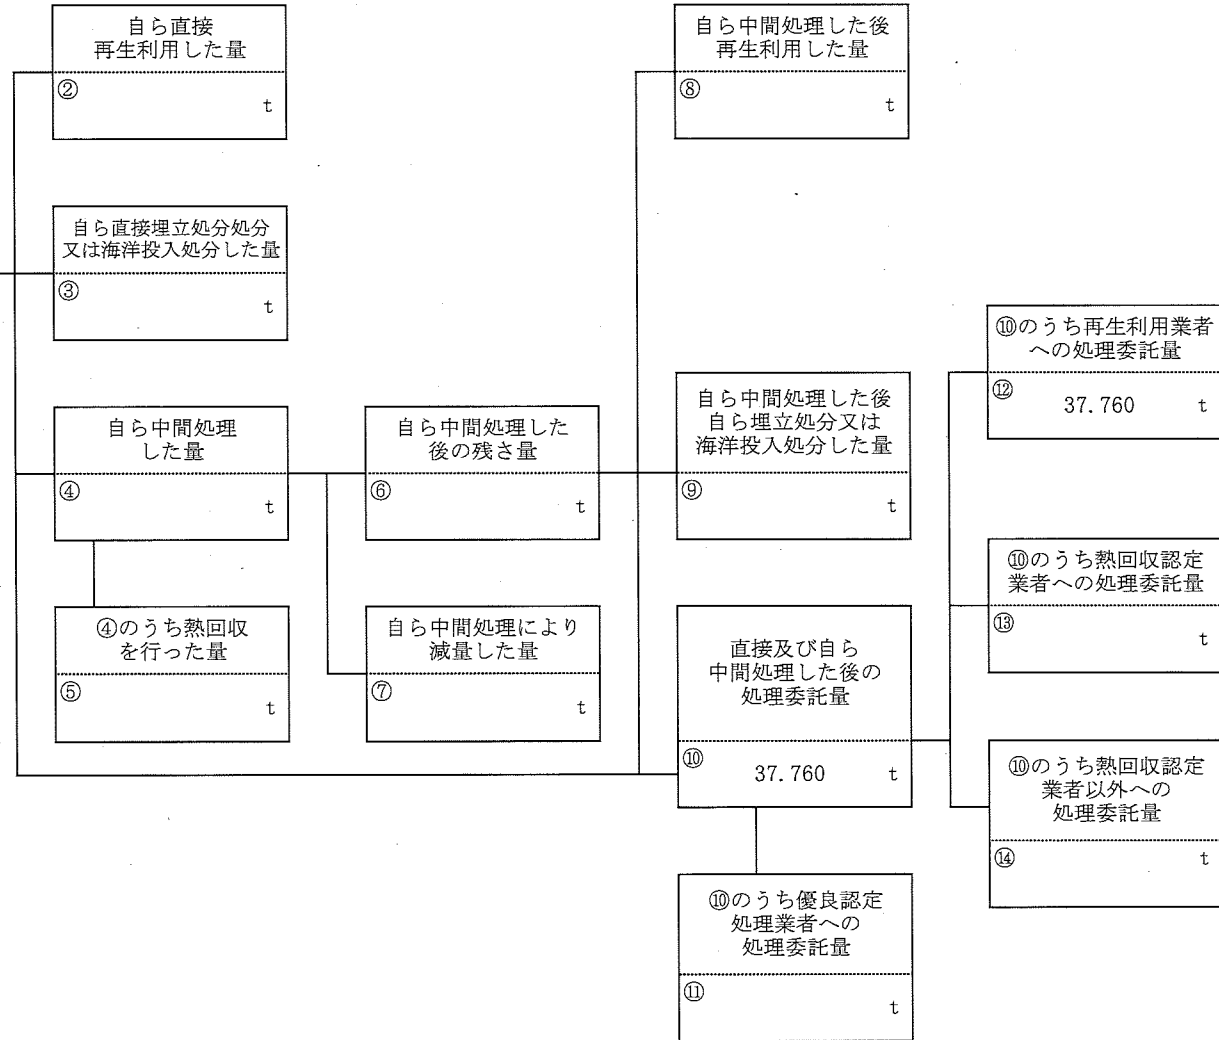 自ら直接
再生利用した量
②
t
自ら中間処理した後
再生利用した量
⑧
t
自ら直接埋立処分処分
又は海洋投入処分した量
③
t
⑩のうち再生利用業者
への処理委託量
⑫
37.760 t
自ら中間処理
した量
④
t
自ら中間処理した
後の残さ量
⑥
t
自ら中間処理した後
自ら埋立処分又は
海洋投入処分した量
⑨
t
⑩のうち熱回収認定
業者への処理委託量
⑬
t
④のうち熱回収
を行った量
⑤
t
自ら中間処理により
減量した量
⑦
t
直接及び自ら
中間処理した後の
処理委託量
⑩
37.760 t
⑩のうち熱回収認定
業者以外への
処理委託量
⑭
t
⑩のうち優良認定
処理業者への
処理委託量
⑪
t